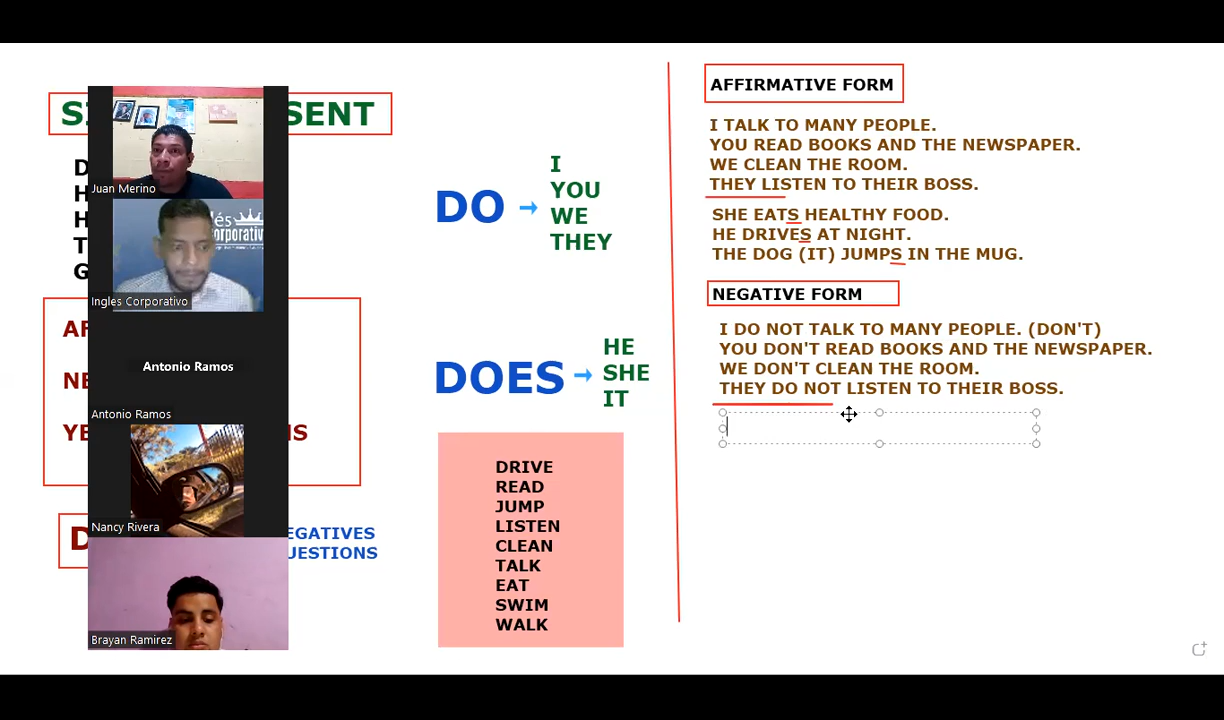 SENT
DO
I
YOU
WE
THEY
DOES
HE
SHE
IT
EGATIVES
UESTIONS
DRIVE
READ
JUMP
LISTEN
CLEAN
TALK
EAT
SWIM
WALK
AFFIRMATIVE FORM
I TALK TO MANY PEOPLE.
YOU READ BOOKS AND THE NEWSPAPER.
WE CLEAN THE ROOM.
THEY LISTEN TO THEIR BOSS.
SHE EATS HEALTHY FOOD.
HE DRIVES AT NIGHT.
THE DOG (IT) JUMPS IN THE MUG.
NEGATIVE FORM
I DO NOT TALK TO MANY PEOPLE. (DON'T)
YOU DON'T READ BOOKS AND THE NEWSPAPER.
WE DON'T CLEAN THE ROOM.
THEY DO NOT LISTEN TO THEIR BOSS.
Juan Merino
Ingles Corporativo
Antonio Ramos
Antonio Ramos
Nancy Rivera
Brayan Ramirez